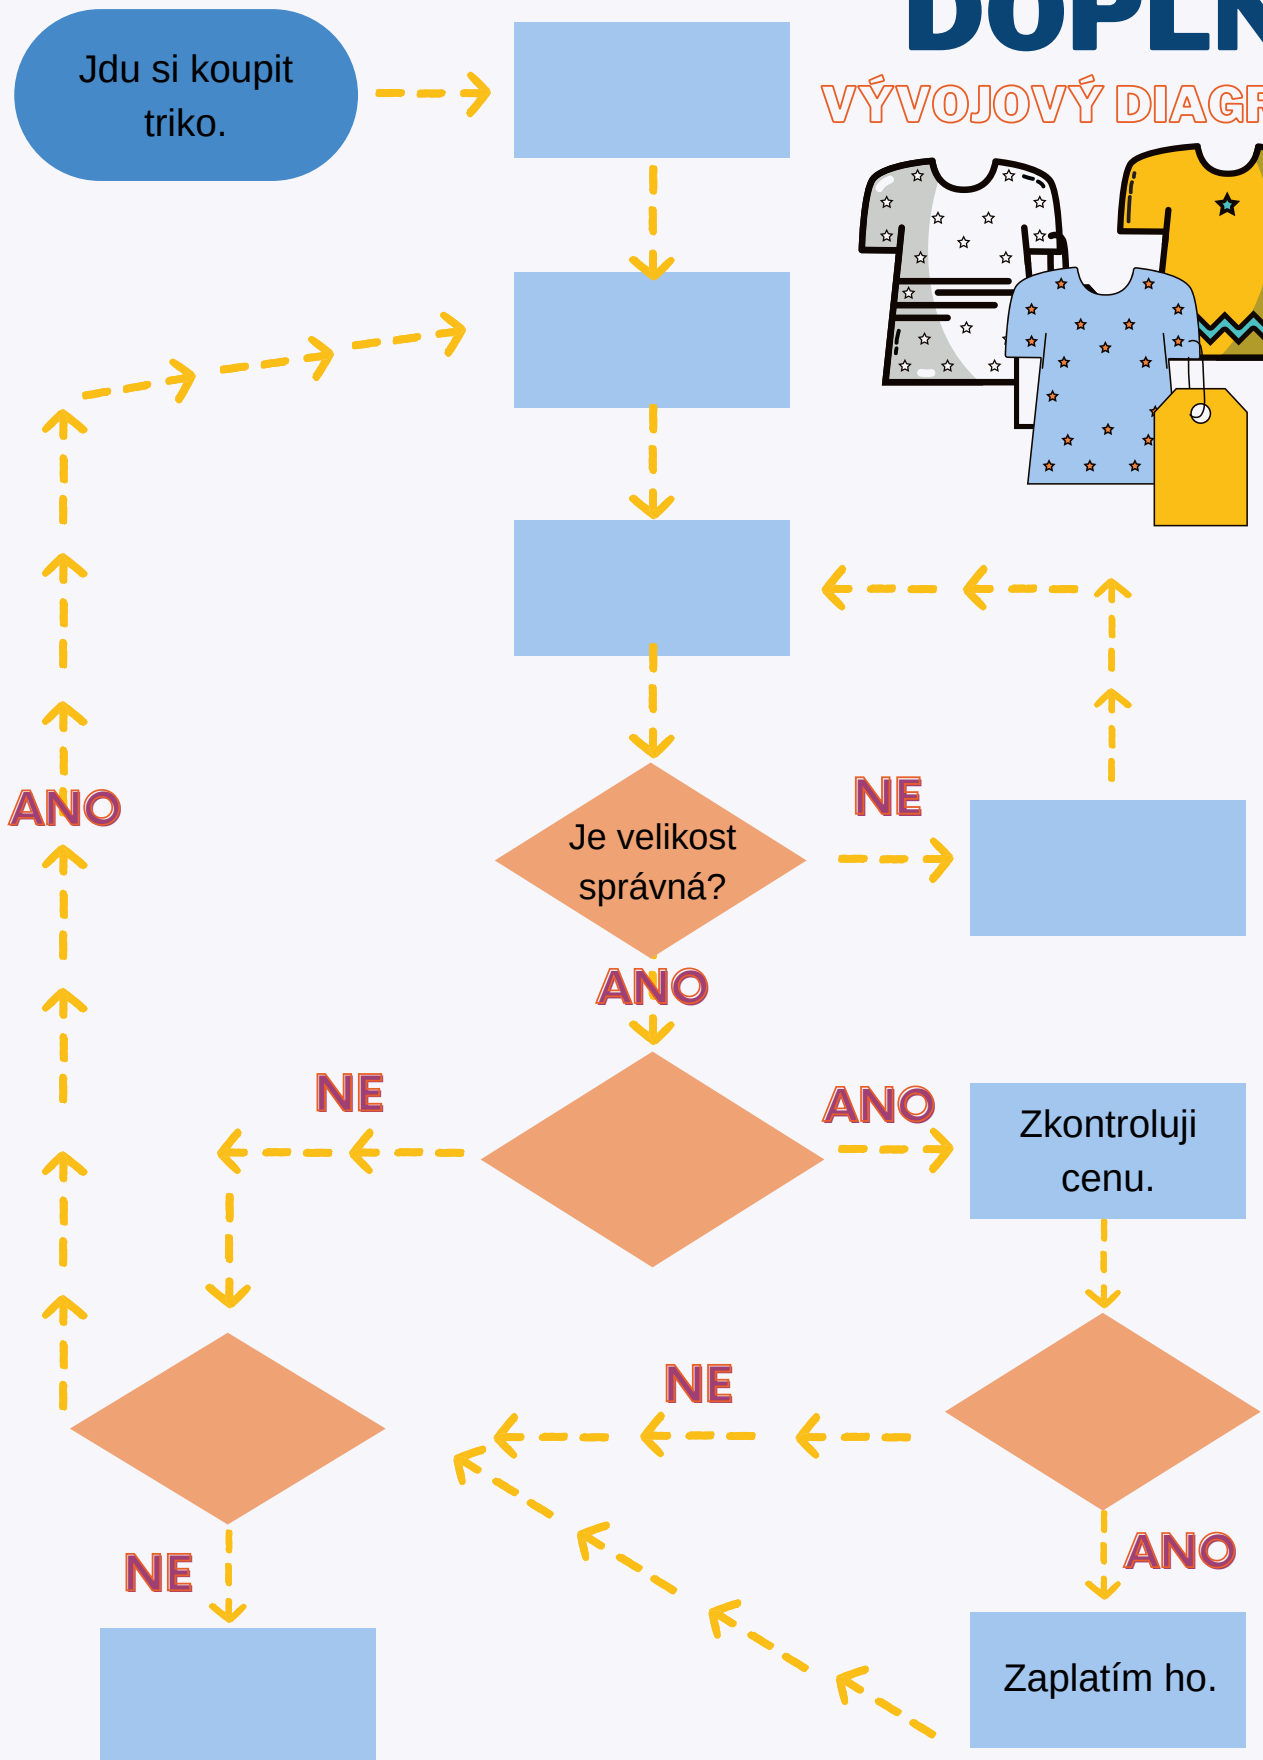 DOPLN
VÝVOJOVÝ DIAGR
Jdu si koupit
triko.
Je velikost
správná?
NE
ANO
ANO
NE
ANO
Zkontroluji
cenu.
NE
ANO
NE
Zaplatím ho.